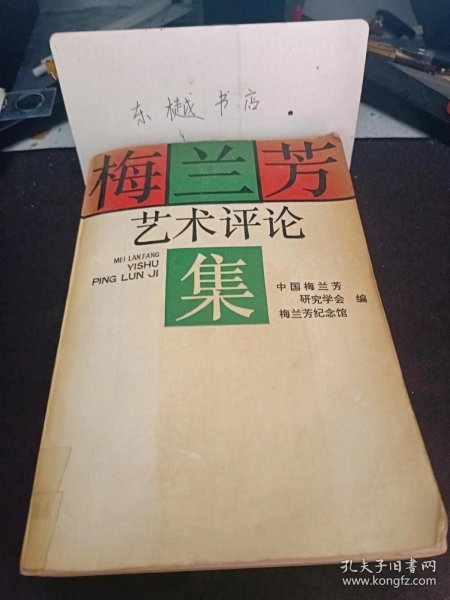 东樾书店
梅兰芳
艺术评论
集
MEI LAN FANG
YISHU
PING LUN JI
中国梅兰芳
研究学会 编
梅兰芳纪念馆
孔夫子旧书网
www.kongfz.com